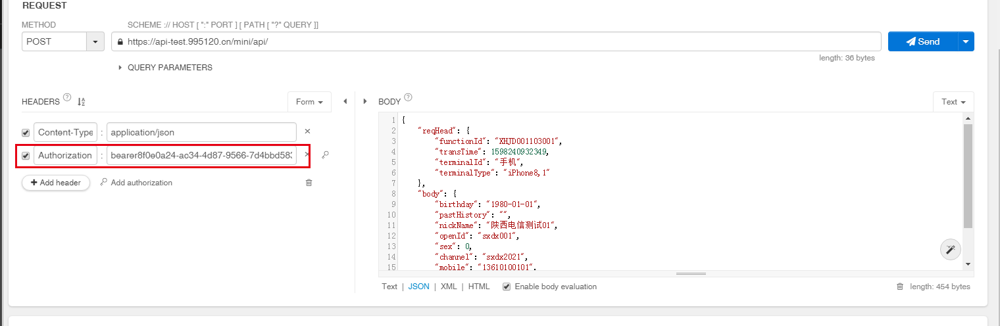 REQUEST
METHOD
SCHEME :// HOST [ ":" PORT ] [ PATH [ "?" QUERY ]]
POST
https://api-test.995120.cn/mini/api/
Send
length: 36 bytes
QUERY PARAMETERS
HEADERS
Form
BODY
Text
Content-Type : application/json
Authorization : bearer8f0e0a24-ac34-4d87-9566-7d4bbd583
Add header
Add authorization
1 {
2 "reqHead": {
3 "functionId": "XHJD001103001",
4 "transTime": 1598240932349,
5 "terminalId": "手机",
6 "terminalType": "iPhone8,1"
7 },
8 "body": {
9 "birthday": "1980-01-01",
10 "pastHistory": "",
11 "nickName": "陕西电信测试01",
12 "openId": "sxdx001",
13 "sex": 0,
14 "channel": "sxdx2021",
15 "mobile": "13610100101",
Text | JSON | XML | HTML
Enable body evaluation
length: 454 bytes